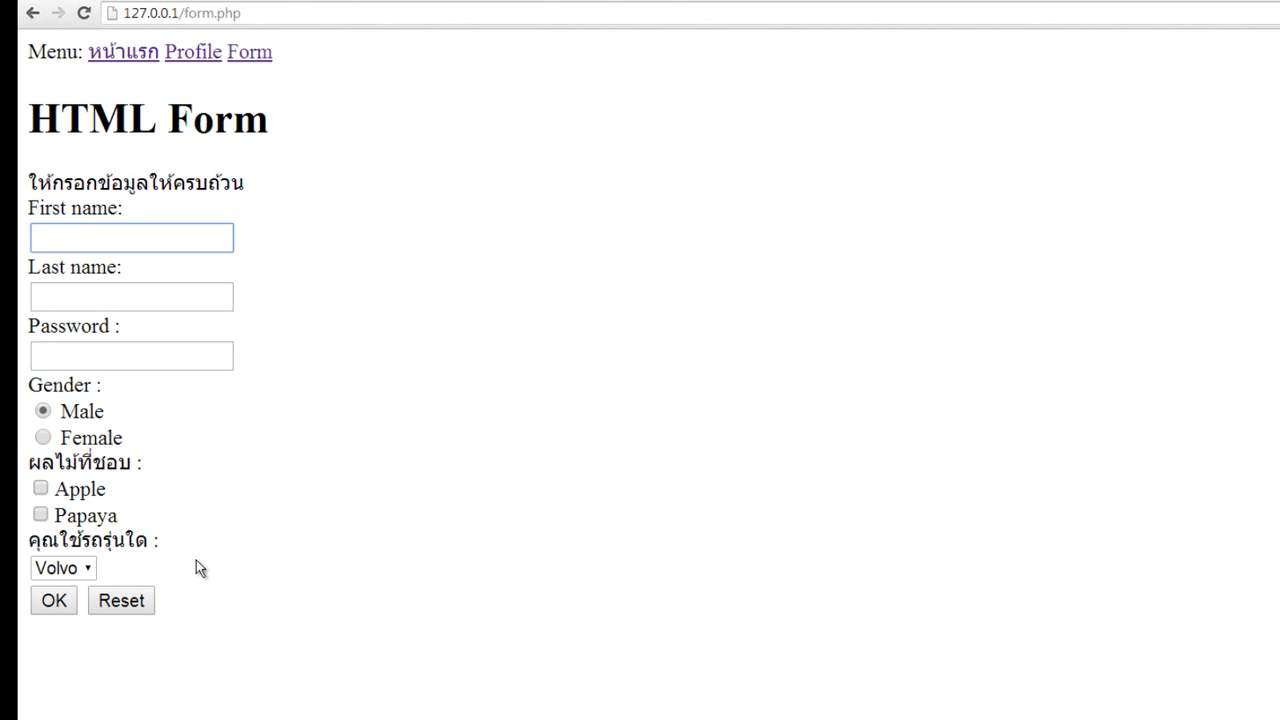 127.0.0.1/form.php
Menu: หน้าแรก Profile Form
HTML Form
ให้กรอกข้อมูลให้ครบถ้วน
First name:
Last name:
Password :
Gender :
Male
Female
ผลไม้ที่ชอบ :
Apple
Papaya
คุณใช้รถรุ่นใด :
Volvo
OK Reset